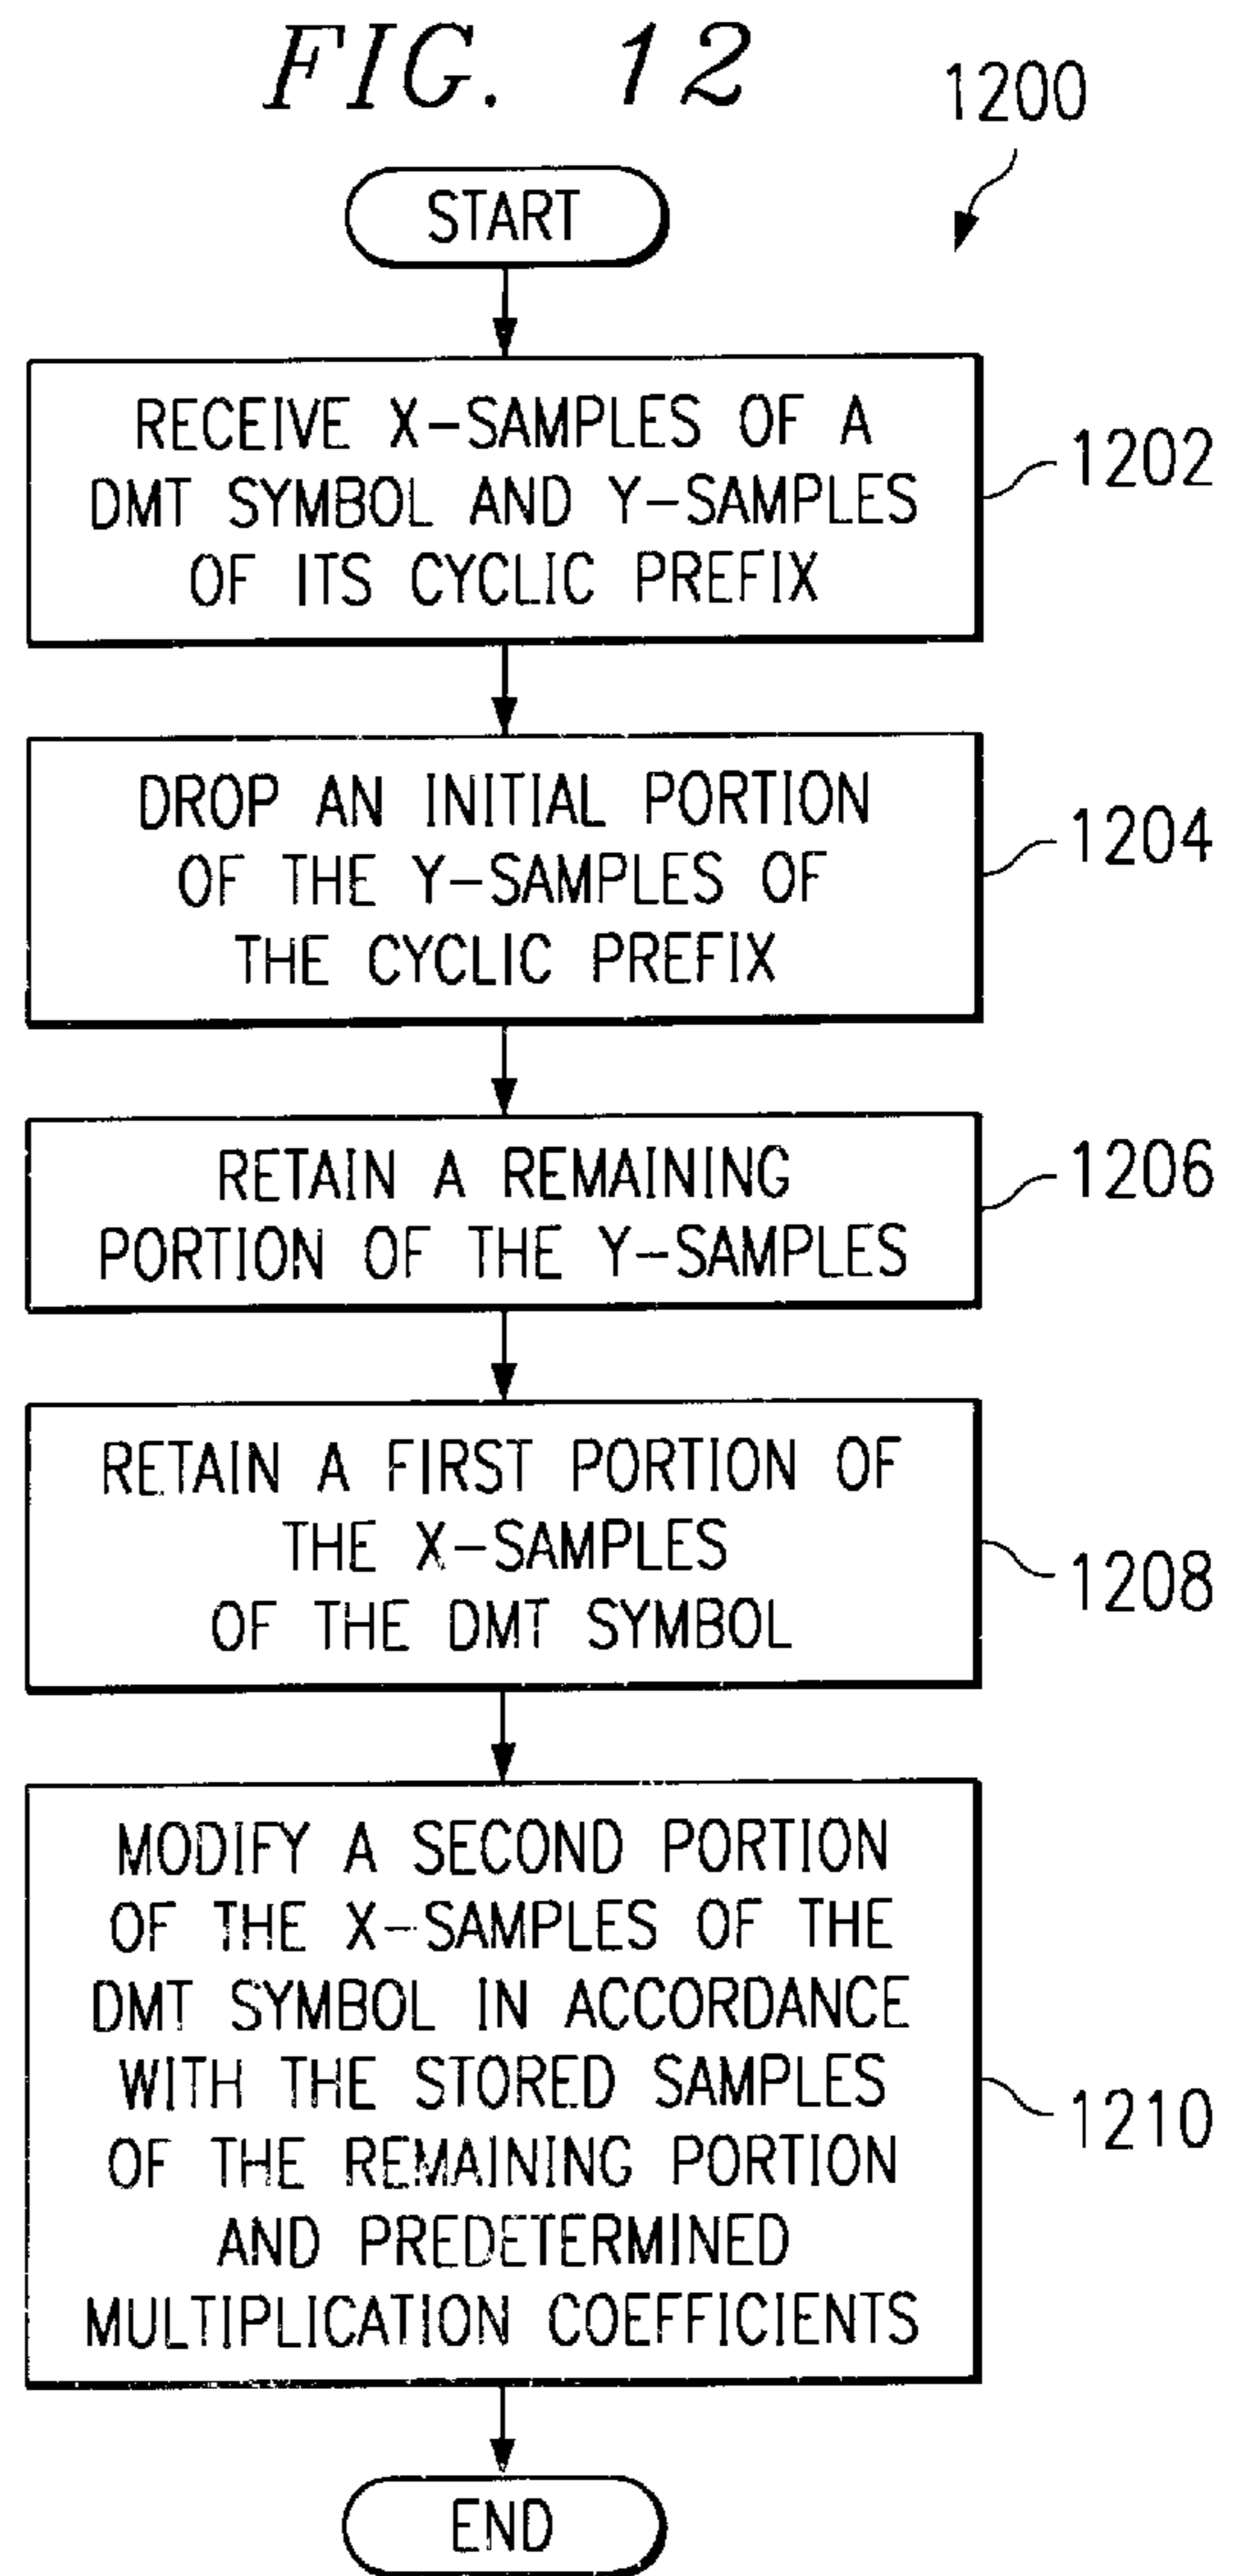 FIG. 12
1200
START
RECEIVE X-SAMPLES OF A
DMT SYMBOL AND Y-SAMPLES
OF ITS CYCLIC PREFIX
1202
DROP AN INITIAL PORTION
OF THE Y-SAMPLES OF
THE CYCLIC PREFIX
1204
RETAIN A REMAINING
PORTION OF THE Y-SAMPLES
1206
RETAIN A FIRST PORTION OF
THE X-SAMPLES
OF THE DMT SYMBOL
1208
MODIFY A SECOND PORTION
OF THE X-SAMPLES OF THE
DMT SYMBOL IN ACCORDANCE
WITH THE STORED SAMPLES
OF THE REMAINING PORTION
AND PREDETERMINED
MULTIPLICATION COEFFICIENTS
1210
END